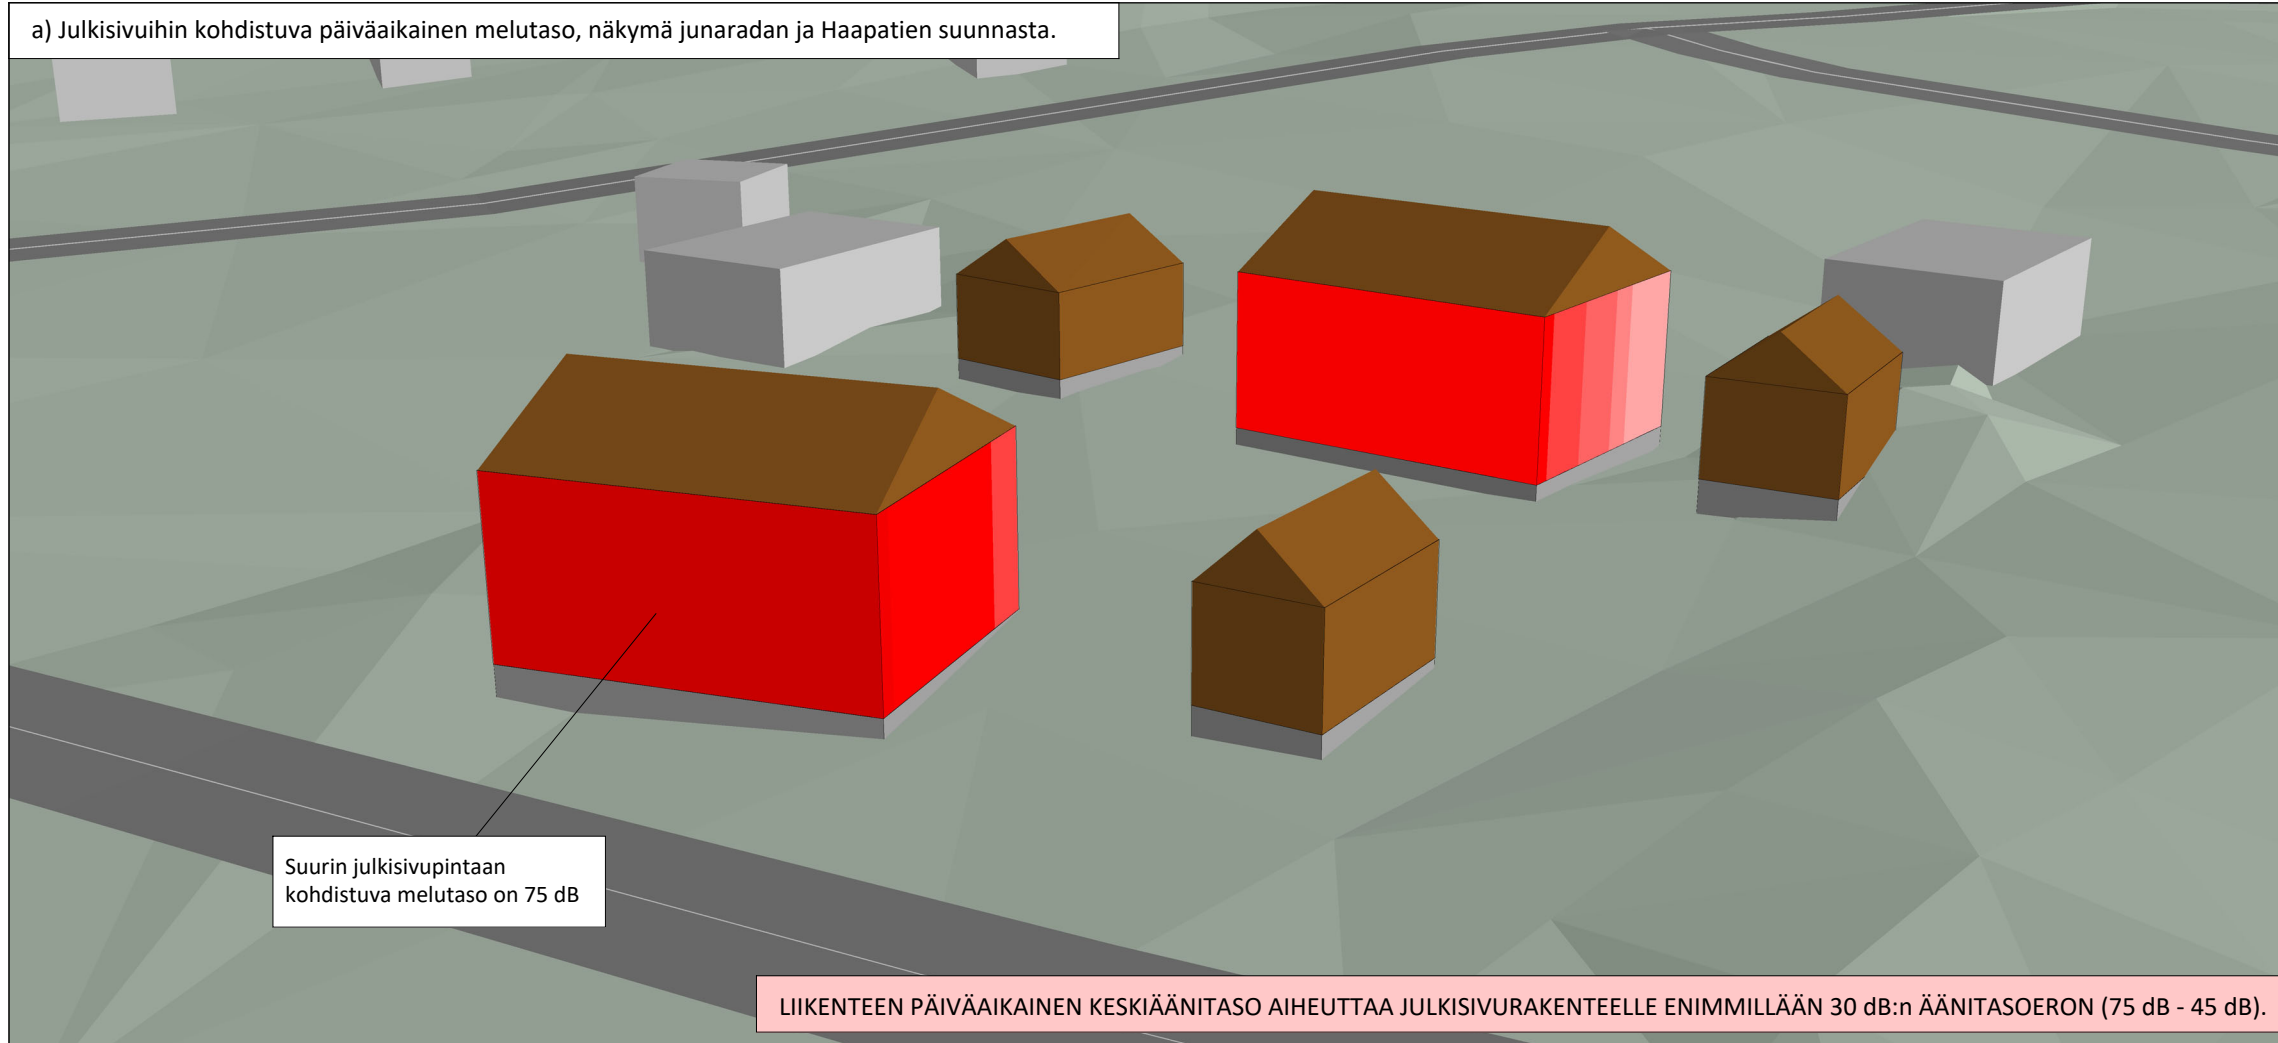 a) Julkisivuihin kohdistuva päiväaikainen melutaso, näkymä junaradan ja Haapatien suunnasta.
Suurin julkisivupintaan
kohdistuva melutaso on 75 dB
LIIKENTEEN PÄIVÄAIKAINEN KESKIÄÄNITASO AIHEUTTAA JULKISIVURAKENTEELLE ENIMMILLÄÄN 30 dB:n ÄÄNITASOERON (75 dB - 45 dB).